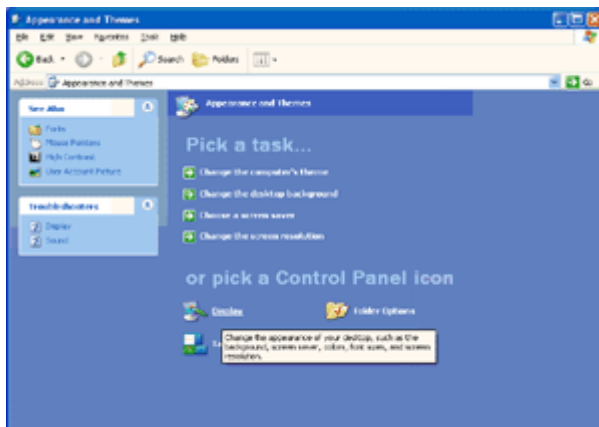 Appearance and Themes
File Edit View Favorites Tools Help
Back Search Folders
Address Appearance and Themes Go
See Also
Fonts
Mouse Pointers
High Contrast
User Account Picture
Troubleshooters
Display
Sound
Appearance and Themes
Pick a task...
Change the computer's theme
Change the desktop background
Choose a screen saver
Change the screen resolution
or pick a Control Panel icon
Display Folder Options
Change the appearance of your desktop, such as the
background, screen saver, colors, font sizes, and screen
resolution.